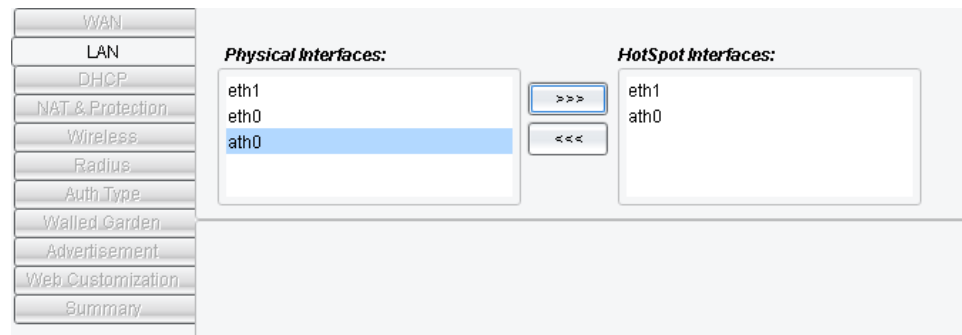 WAN
LAN
DHCP
NAT & Protection
Wireless
Radius
Auth Type
Walled Garden
Advertisement
Web Customization
Summary
Physical Interfaces:
eth1
eth0
ath0
>>>
<<<
HotSpot Interfaces:
eth1
ath0